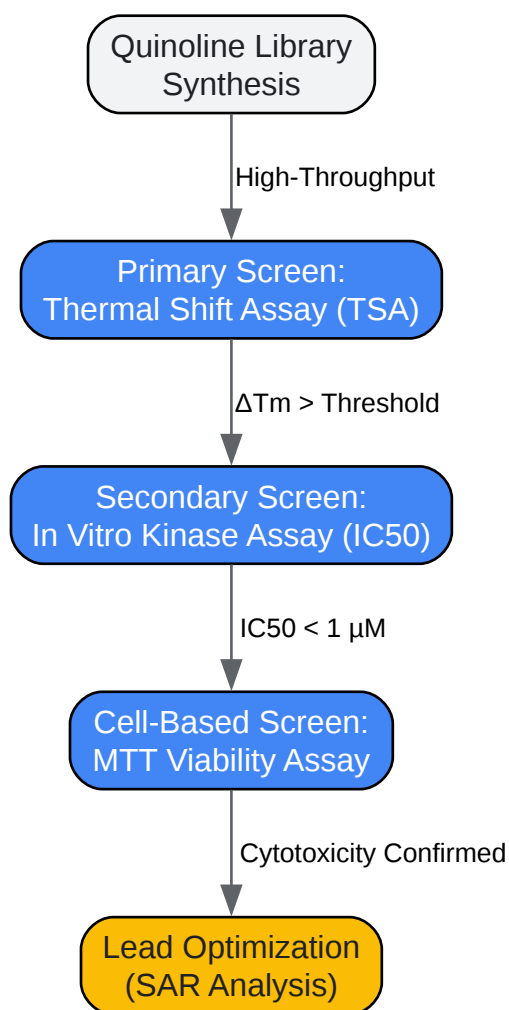 Quinoline Library
Synthesis
High-Throughput
Primary Screen:
Thermal Shift Assay (TSA)
ΔTm > Threshold
Secondary Screen:
In Vitro Kinase Assay (IC50)
IC50 < 1 µM
Cell-Based Screen:
MTT Viability Assay
Cytotoxicity Confirmed
Lead Optimization
(SAR Analysis)